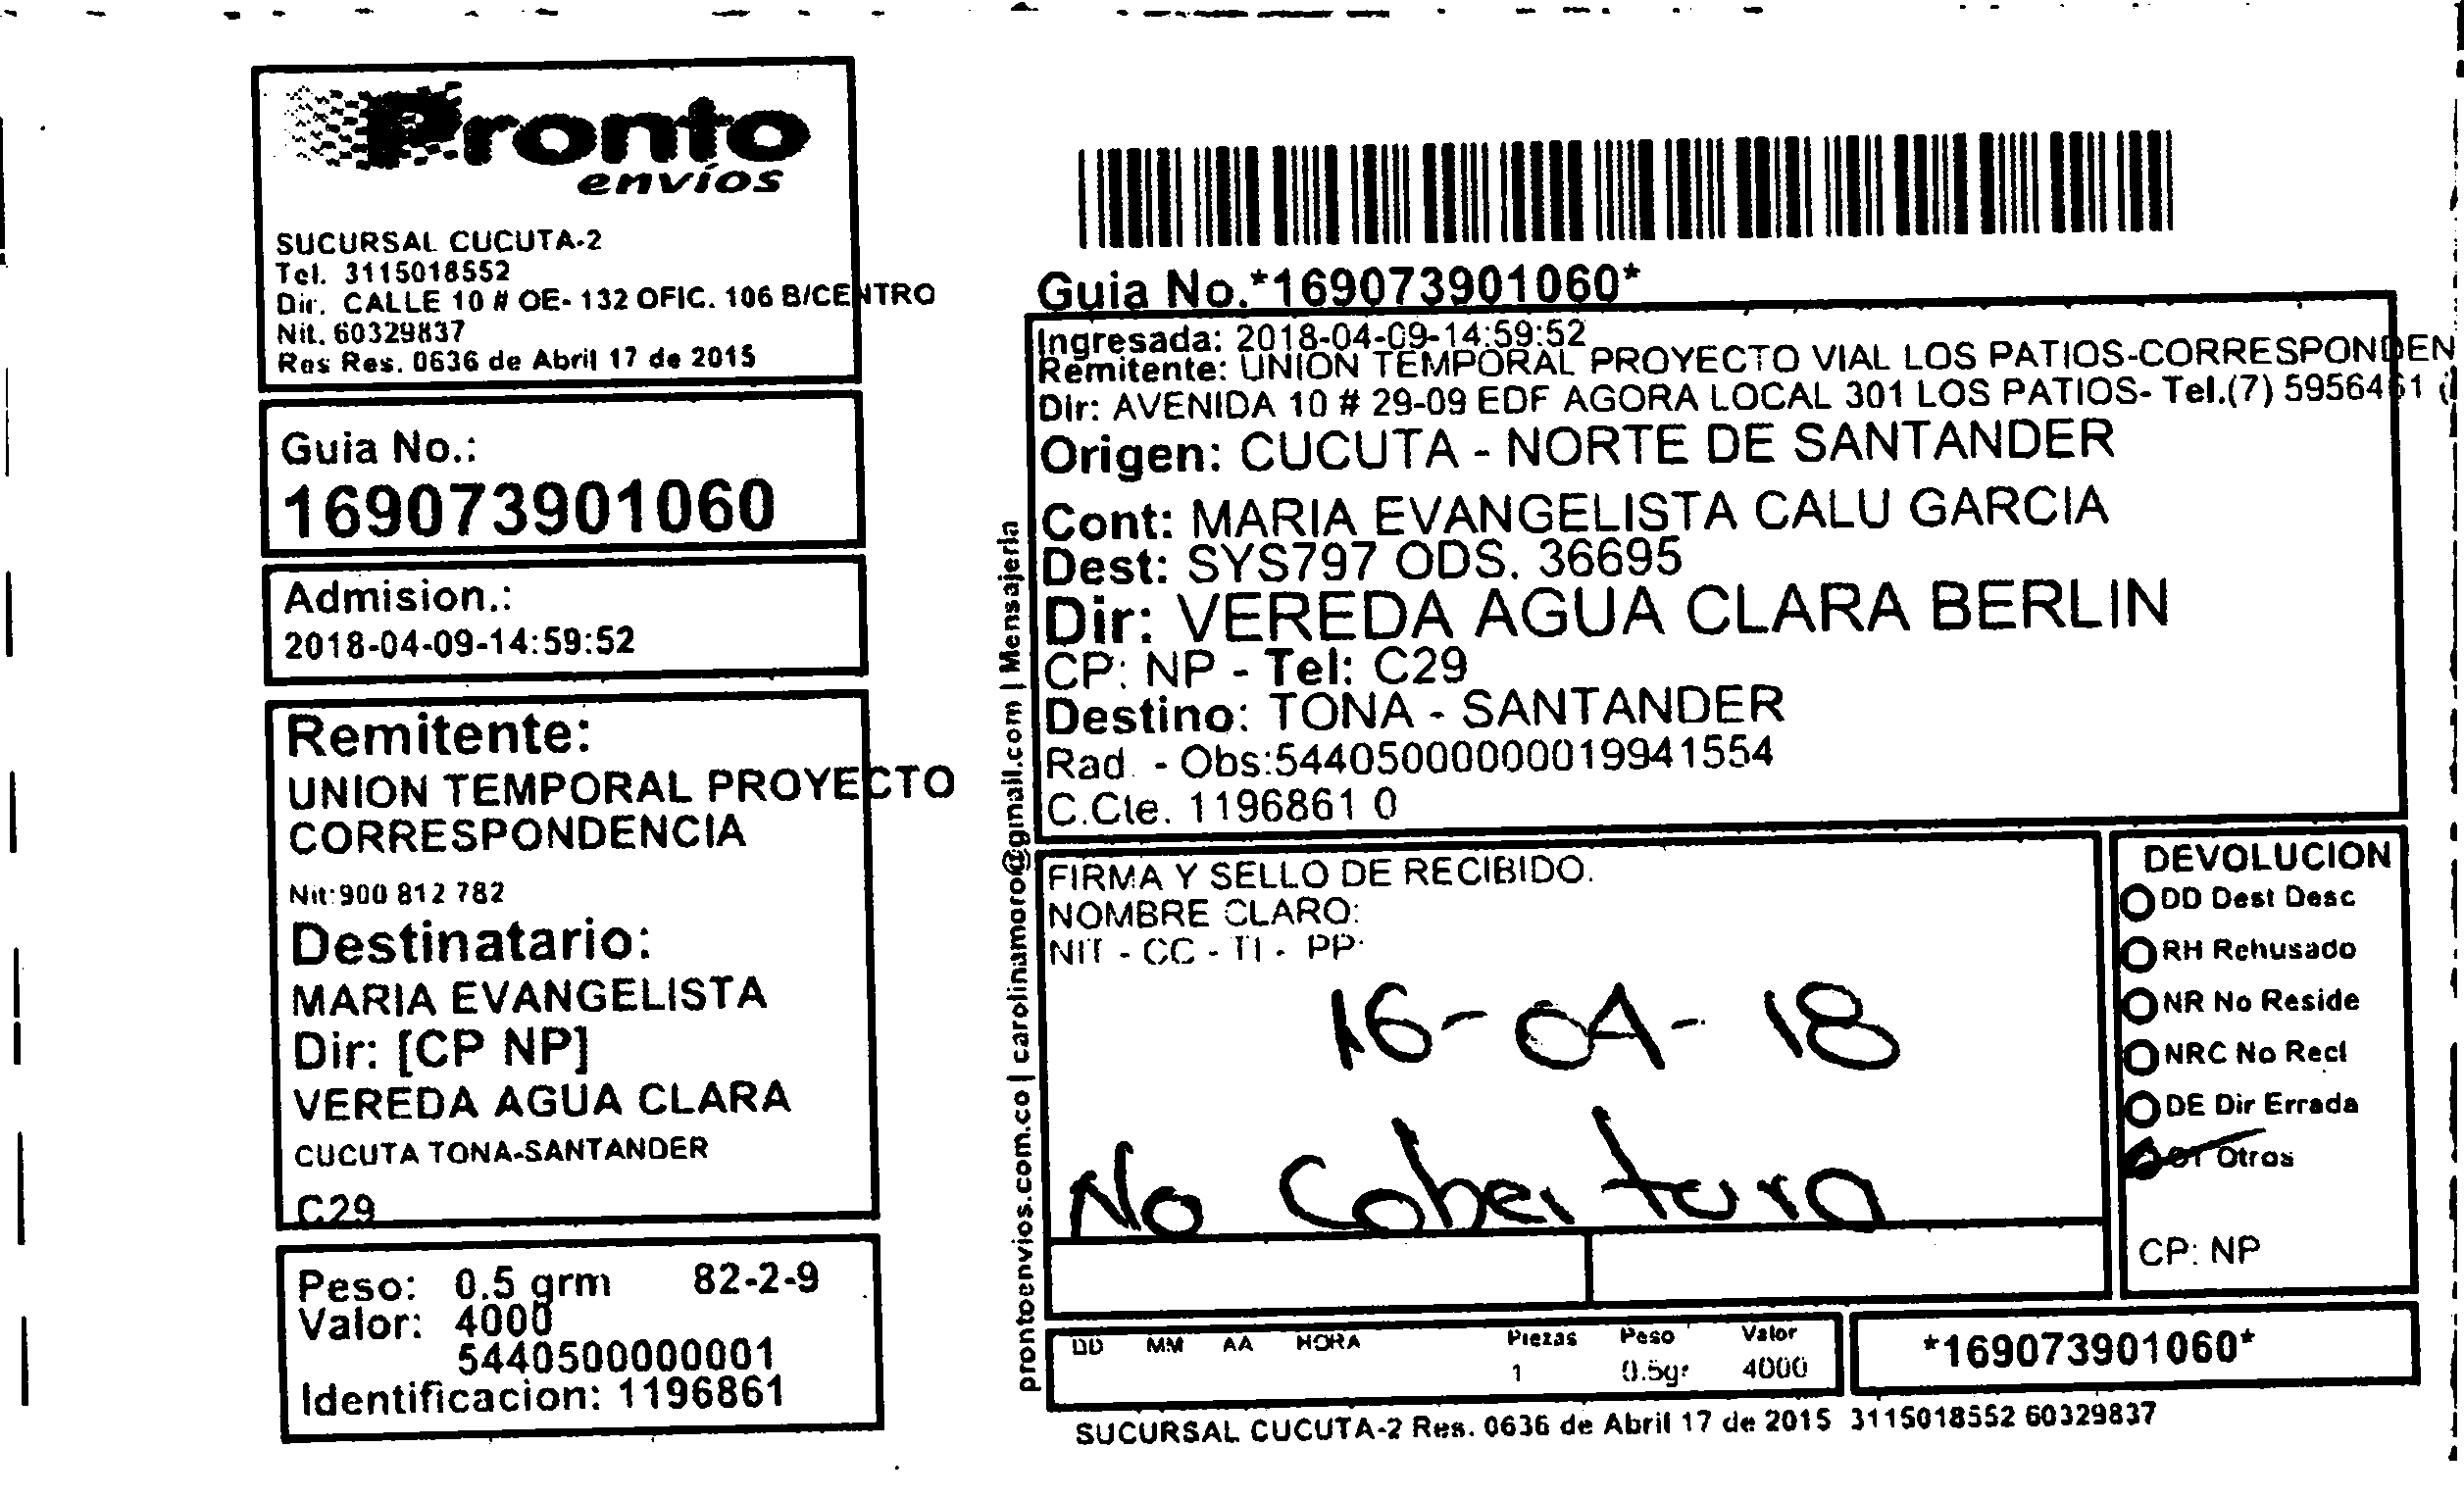 Pronto
envíos
SUCURSAL CUCUTA-2
Tel. 3115018552
Dir. CALLE 10 # OE- 132 OFIC. 106 B/CENTRO
Nit. 60329837
Res Res. 0636 de Abril 17 de 2015
Guia No.:
169073901060
Admision.:
2018-04-09-14:59:52
Remitente:
UNION TEMPORAL PROYECTO
CORRESPONDENCIA
Nit:900 812 782
Destinatario:
MARIA EVANGELISTA
Dir: [CP NP]
VEREDA AGUA CLARA
CUCUTA TONA-SANTANDER
C29
Peso: 0.5 grm 82-2-9
Valor: 4000
5440500000001
Identificacion: 1196861
prontoenvios.com.co | carolinamoro@gmail.com | Mensajeria
Guia No.*169073901060*
Ingresada: 2018-04-09-14:59:52
Remitente: UNION TEMPORAL PROYECTO VIAL LOS PATIOS-CORRESPONDEN
Dir: AVENIDA 10 # 29-09 EDF AGORA LOCAL 301 LOS PATIOS- Tel.(7) 5956461
Origen: CUCUTA - NORTE DE SANTANDER
Cont: MARIA EVANGELISTA CALU GARCIA
Dest: SYS797 ODS. 36695
Dir: VEREDA AGUA CLARA BERLIN
CP: NP - Tel: C29
Destino: TONA - SANTANDER
Rad. - Obs:5440500000001994 1554
C.Cte. 1196861 0
FIRMA Y SELLO DE RECIBIDO.
NOMBRE CLARO:
NIT - CC - TI - PP:
16-04-18
No Cobertura
DEVOLUCION
DD Dest Desc
RH Rehusado
NR No Reside
NRC No Recl
DE Dir Errada
OT Otros
CP: NP
DD MM AA HORA Piezas Peso Valor
1 0.5gr 4000
*169073901060*
SUCURSAL CUCUTA-2 Res. 0636 de Abril 17 de 2015 3115018552 60329837